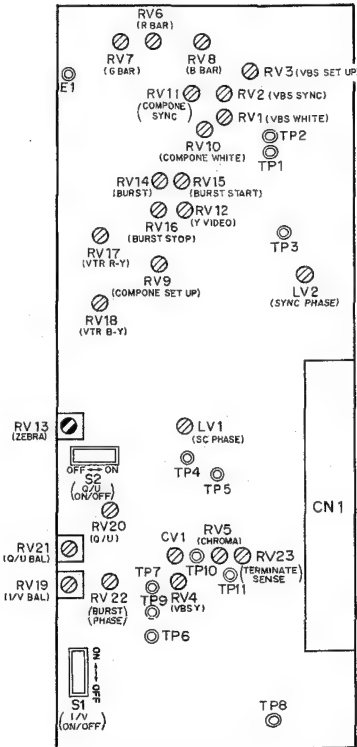 RV6
(R BAR)
RV7
(G BAR)
RV8
(B BAR)
E1
RV3 (VBS SET UP)
RV11
(COMPONE SYNC)
RV2 (VBS SYNC)
RV1 (VBS WHITE)
RV10
(COMPONE WHITE)
TP2
TP1
RV14
(BURST)
RV15
(BURST START)
RV16
(BURST STOP)
RV12
(Y VIDEO)
RV17
(VTR R-Y)
TP3
RV9
(COMPONE SET UP)
LV2
(SYNC PHASE)
RV18
(VTR B-Y)
RV13
(ZEBRA)
LV1
(SC PHASE)
OFF ↔ ON
S2
(Q/U ON/OFF)
TP4
TP5
CN1
RV20
(Q/U)
RV21
(Q/U BAL)
CV1
TP10
RV5
(CHROMA)
RV23
(TERMINATE SENSE)
TP11
RV19
(I/V BAL)
RV22
(BURST PHASE)
TP7
TP9
RV4
(VBS Y)
TP6
ON ↔ OFF
S1
(I/V ON/OFF)
TP8